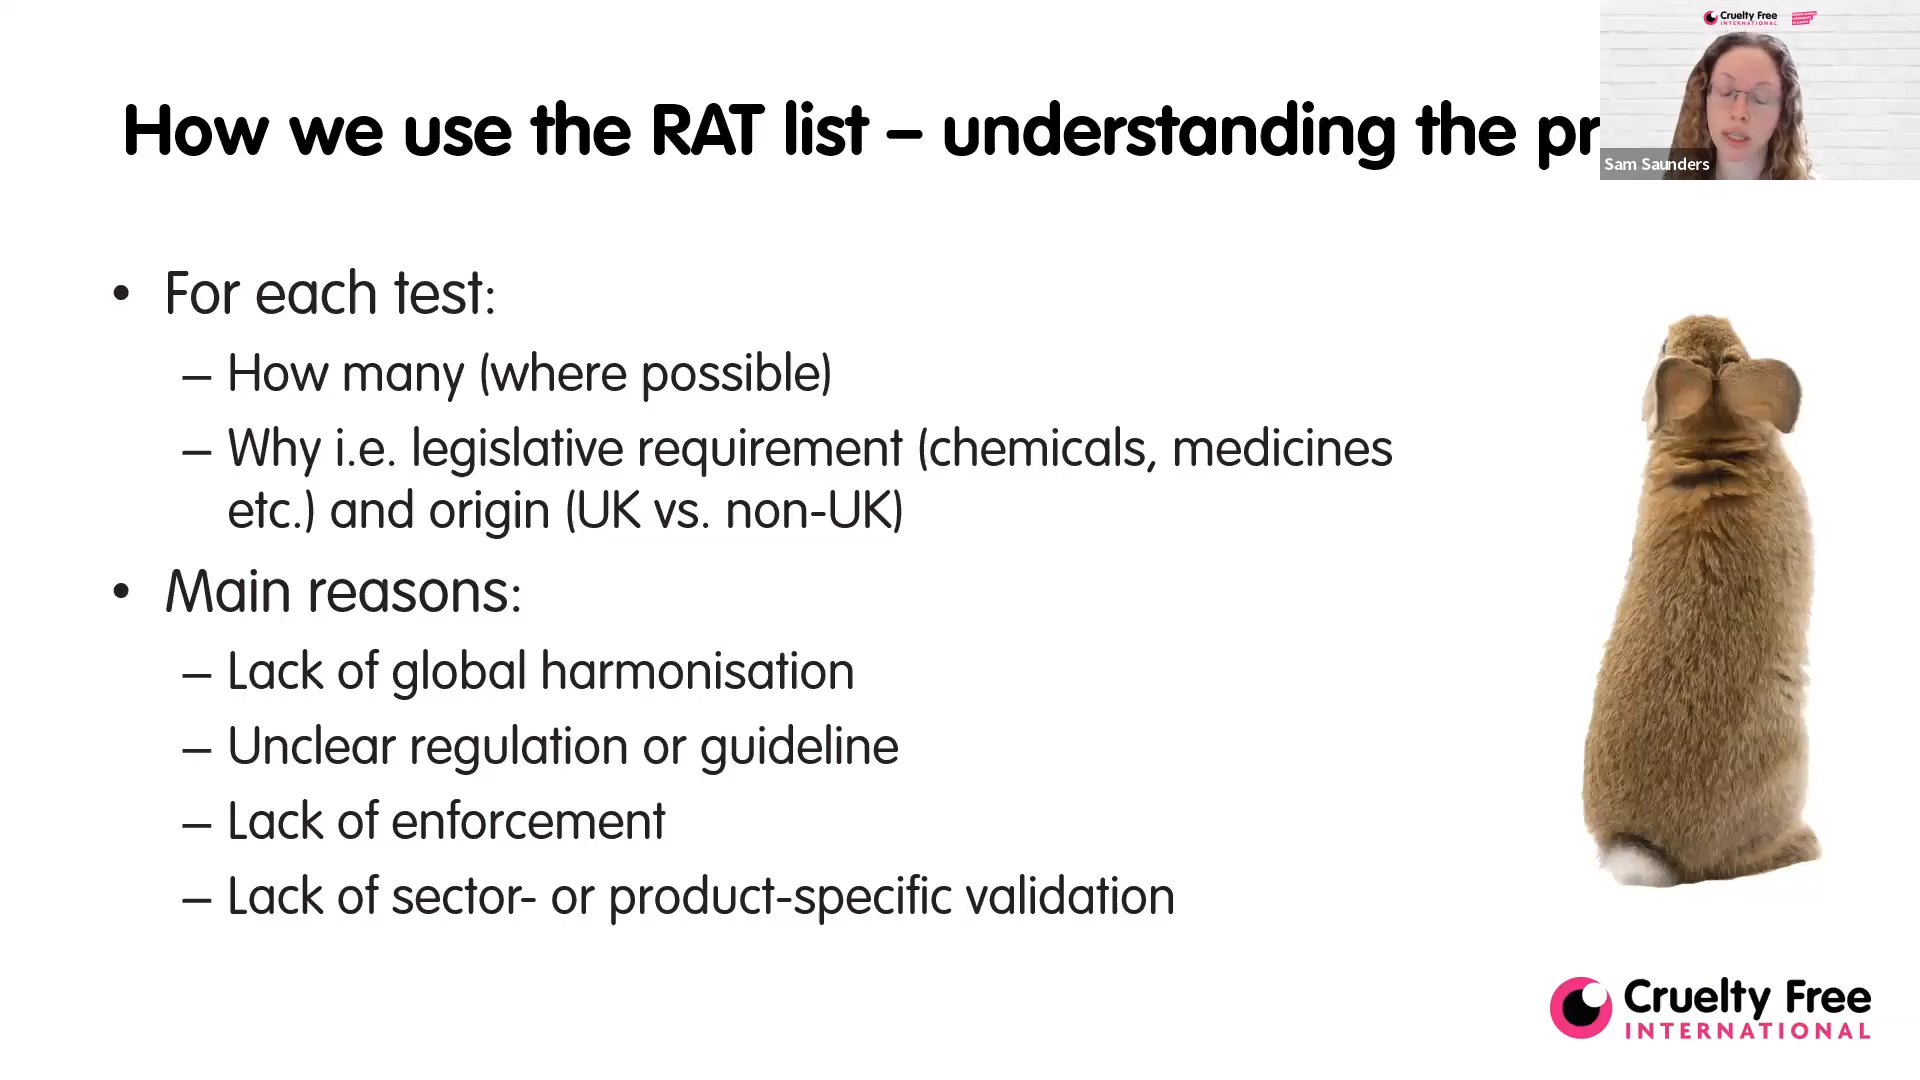 Cruelty Free
INTERNATIONAL
How we use the RAT list – understanding the pr
Sam Saunders
• For each test:
– How many (where possible)
– Why i.e. legislative requirement (chemicals, medicines
etc.) and origin (UK vs. non-UK)
• Main reasons:
– Lack of global harmonisation
– Unclear regulation or guideline
– Lack of enforcement
– Lack of sector- or product-specific validation
Cruelty Free
INTERNATIONAL